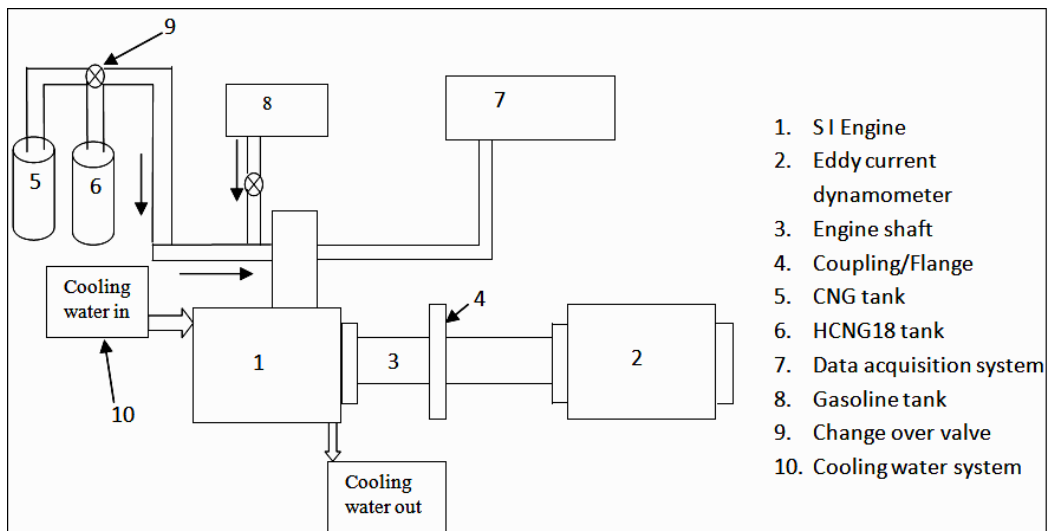 9
8
7
5
6
Cooling
water in
4
1
3
2
10
Cooling
water out
1. S I Engine
2. Eddy current
dynamometer
3. Engine shaft
4. Coupling/Flange
5. CNG tank
6. HCNG18 tank
7. Data acquisition system
8. Gasoline tank
9. Change over valve
10. Cooling water system